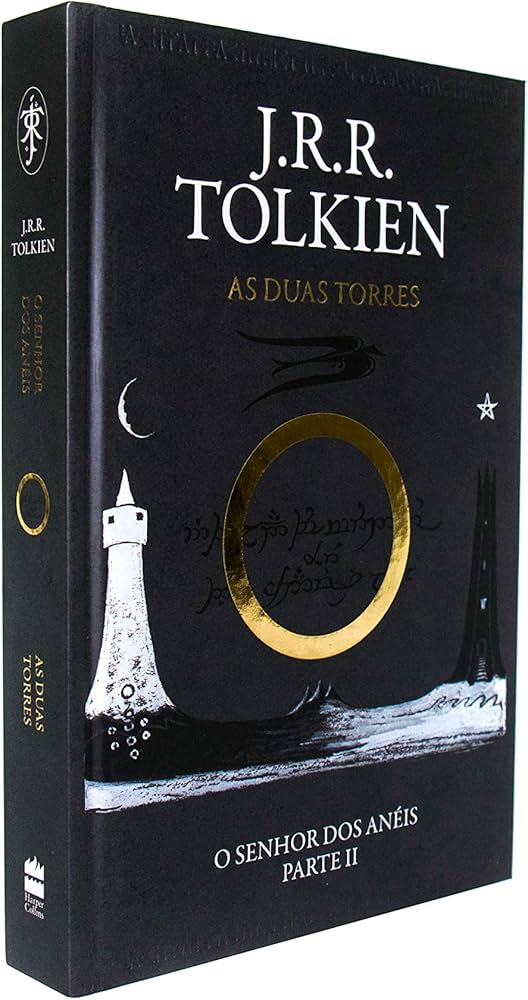 J.R.R.
TOLKIEN
O SENHOR
DOS ANÉIS
AS DUAS
TORRES
Harper
Collins
J.R.R.
TOLKIEN
AS DUAS TORRES
O SENHOR DOS ANÉIS
PARTE II